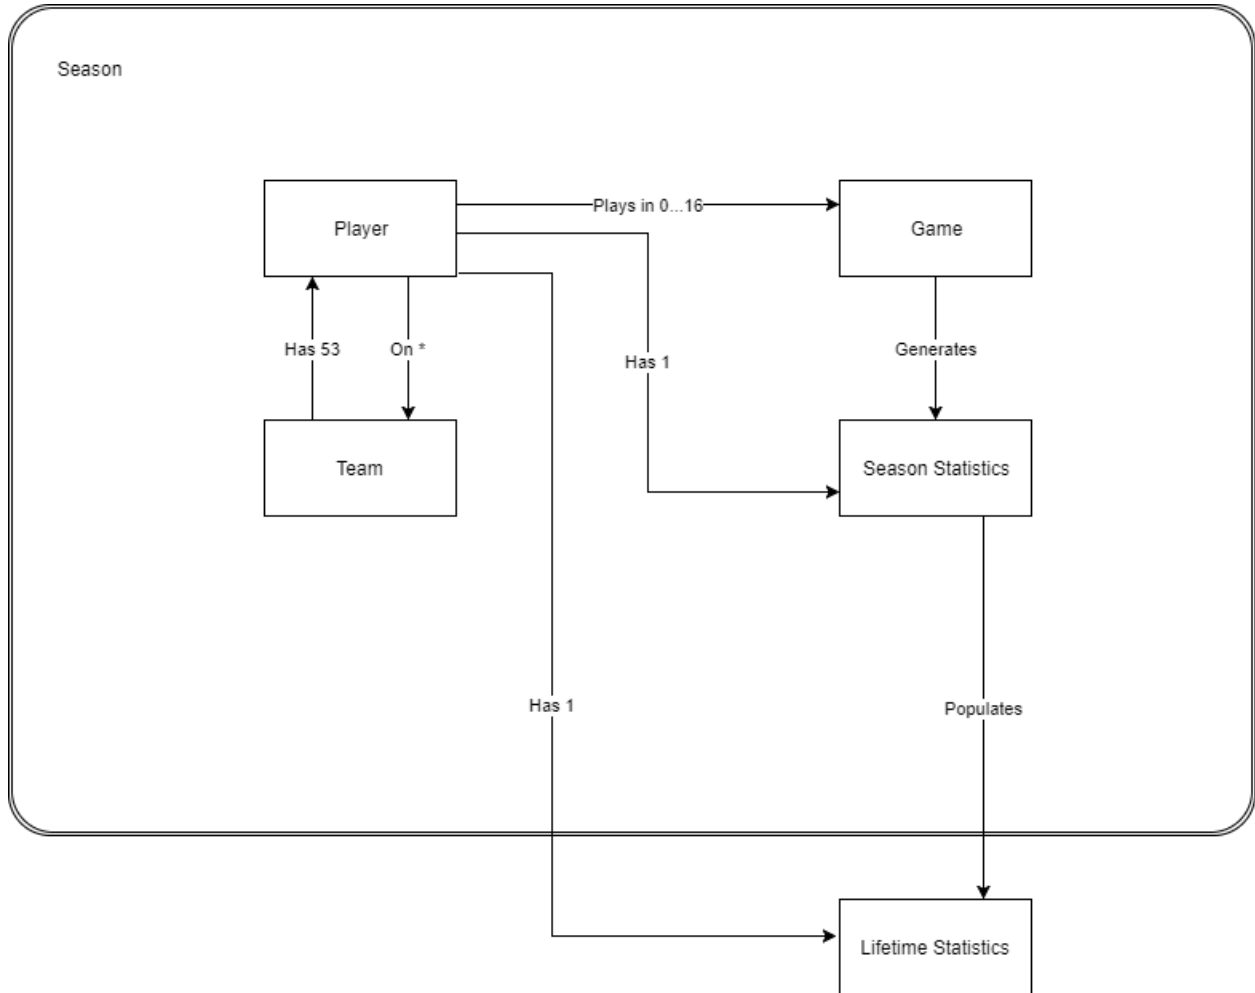 Season
Player
Plays in 0...16
Game
Has 53
On *
Has 1
Generates
Team
Season Statistics
Has 1
Populates
Lifetime Statistics